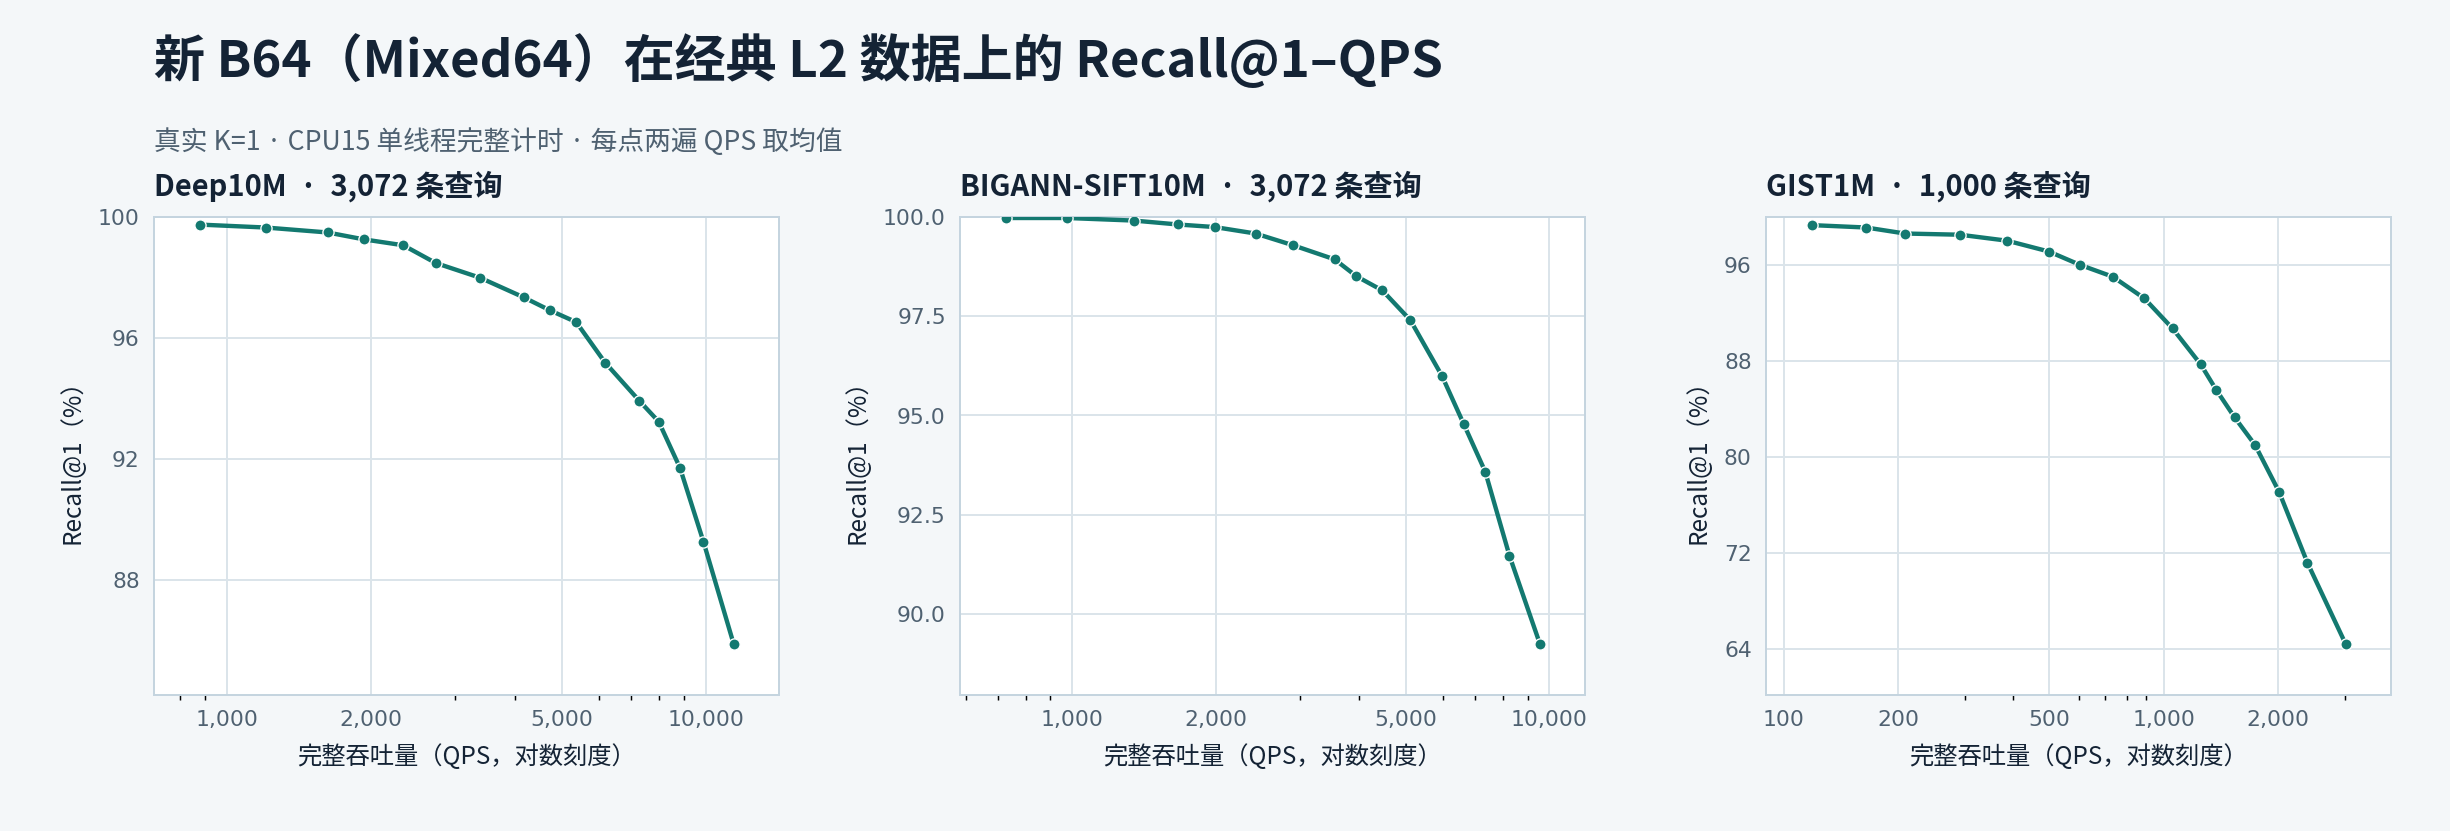 新 B64（Mixed64）在经典 L2 数据上的 Recall@1–QPS
真实 K=1 · CPU15 单线程完整计时 · 每点两遍 QPS 取均值
Deep10M · 3,072 条查询
100
96
92
88
Recall@1（%）
1,000 2,000 5,000 10,000
完整吞吐量（QPS，对数刻度）
BIGANN-SIFT10M · 3,072 条查询
100.0
97.5
95.0
92.5
90.0
Recall@1（%）
1,000 2,000 5,000 10,000
完整吞吐量（QPS，对数刻度）
GIST1M · 1,000 条查询
96
88
80
72
64
Recall@1（%）
100 200 500 1,000 2,000
完整吞吐量（QPS，对数刻度）